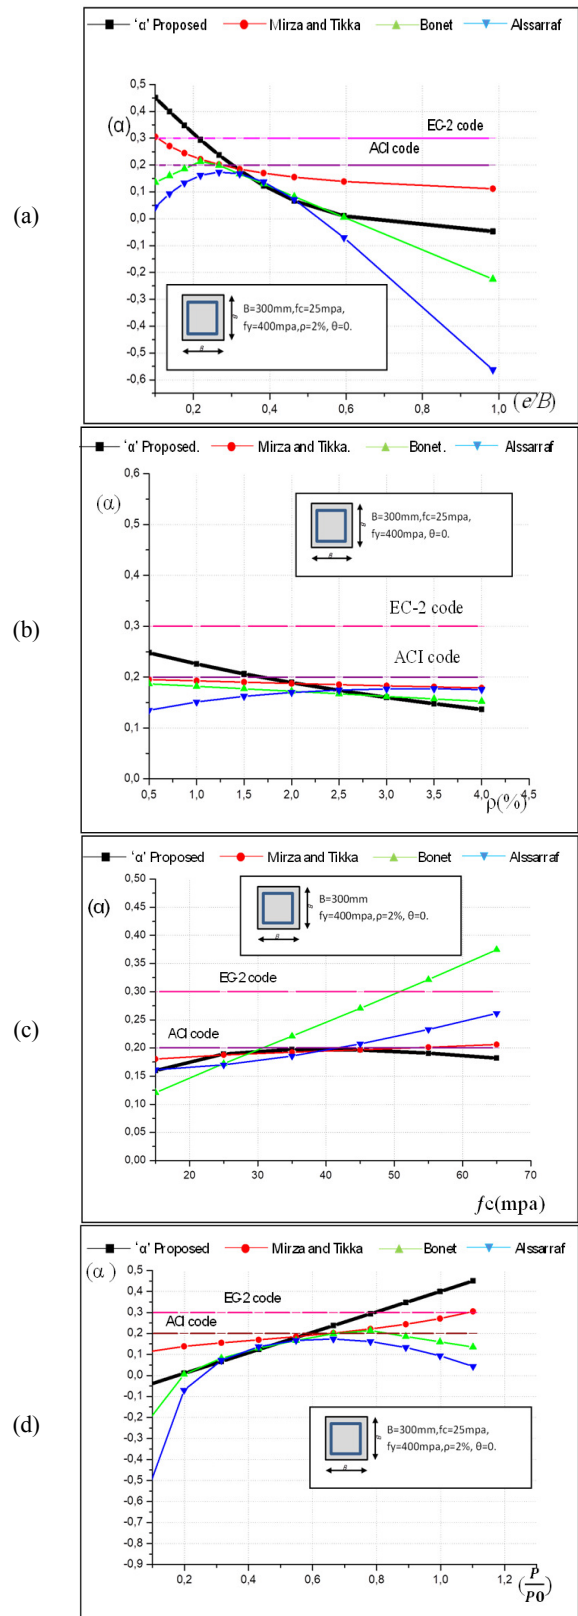 'α' Proposed Mirza and Tikka Bonet Alssarraf
0,5
0,4
0,3
0,2
0,1
0,0
-0,1
-0,2
-0,3
-0,4
-0,5
-0,6
(α)
EC-2 code
ACI code
(a)
B=300mm,fc=25mpa,
fy=400mpa,ρ=2%, θ=0.
B
B
0,2 0,4 0,6 0,8 1,0
(e/B)
'α' Proposed. Mirza and Tikka. Bonet. Alssarraf
0,6
0,5
0,4
0,3
0,2
0,1
0,0
(α)
B=300mm,fc=25mpa,
fy=400mpa, θ=0.
B
B
EC-2 code
(b)
ACI code
0,5 1,0 1,5 2,0 2,5 3,0 3,5 4,0 4,5
ρ(%)
'α' Proposed Mirza and Tikka Bonet Alssarraf
0,50
0,45
0,40
0,35
0,30
0,25
0,20
0,15
0,10
0,05
0,00
(α)
B=300mm
fy=400mpa,ρ=2%, θ=0.
B
B
EC-2 code
(c)
ACI code
20 30 40 50 60 70
fc(mpa)
'α' Proposed Mirza and Tikka Bonet Alssarraf
(α)
0,5
0,4
0,3
0,2
0,1
0,0
-0,1
-0,2
-0,3
-0,4
-0,5
-0,6
-0,7
-0,8
-0,9
EC-2 code
ACI code
(d)
B=300mm,fc=25mpa,
fy=400mpa,ρ=2%, θ=0.
B
B
0,2 0,4 0,6 0,8 1,0 1,2
(P/P0)